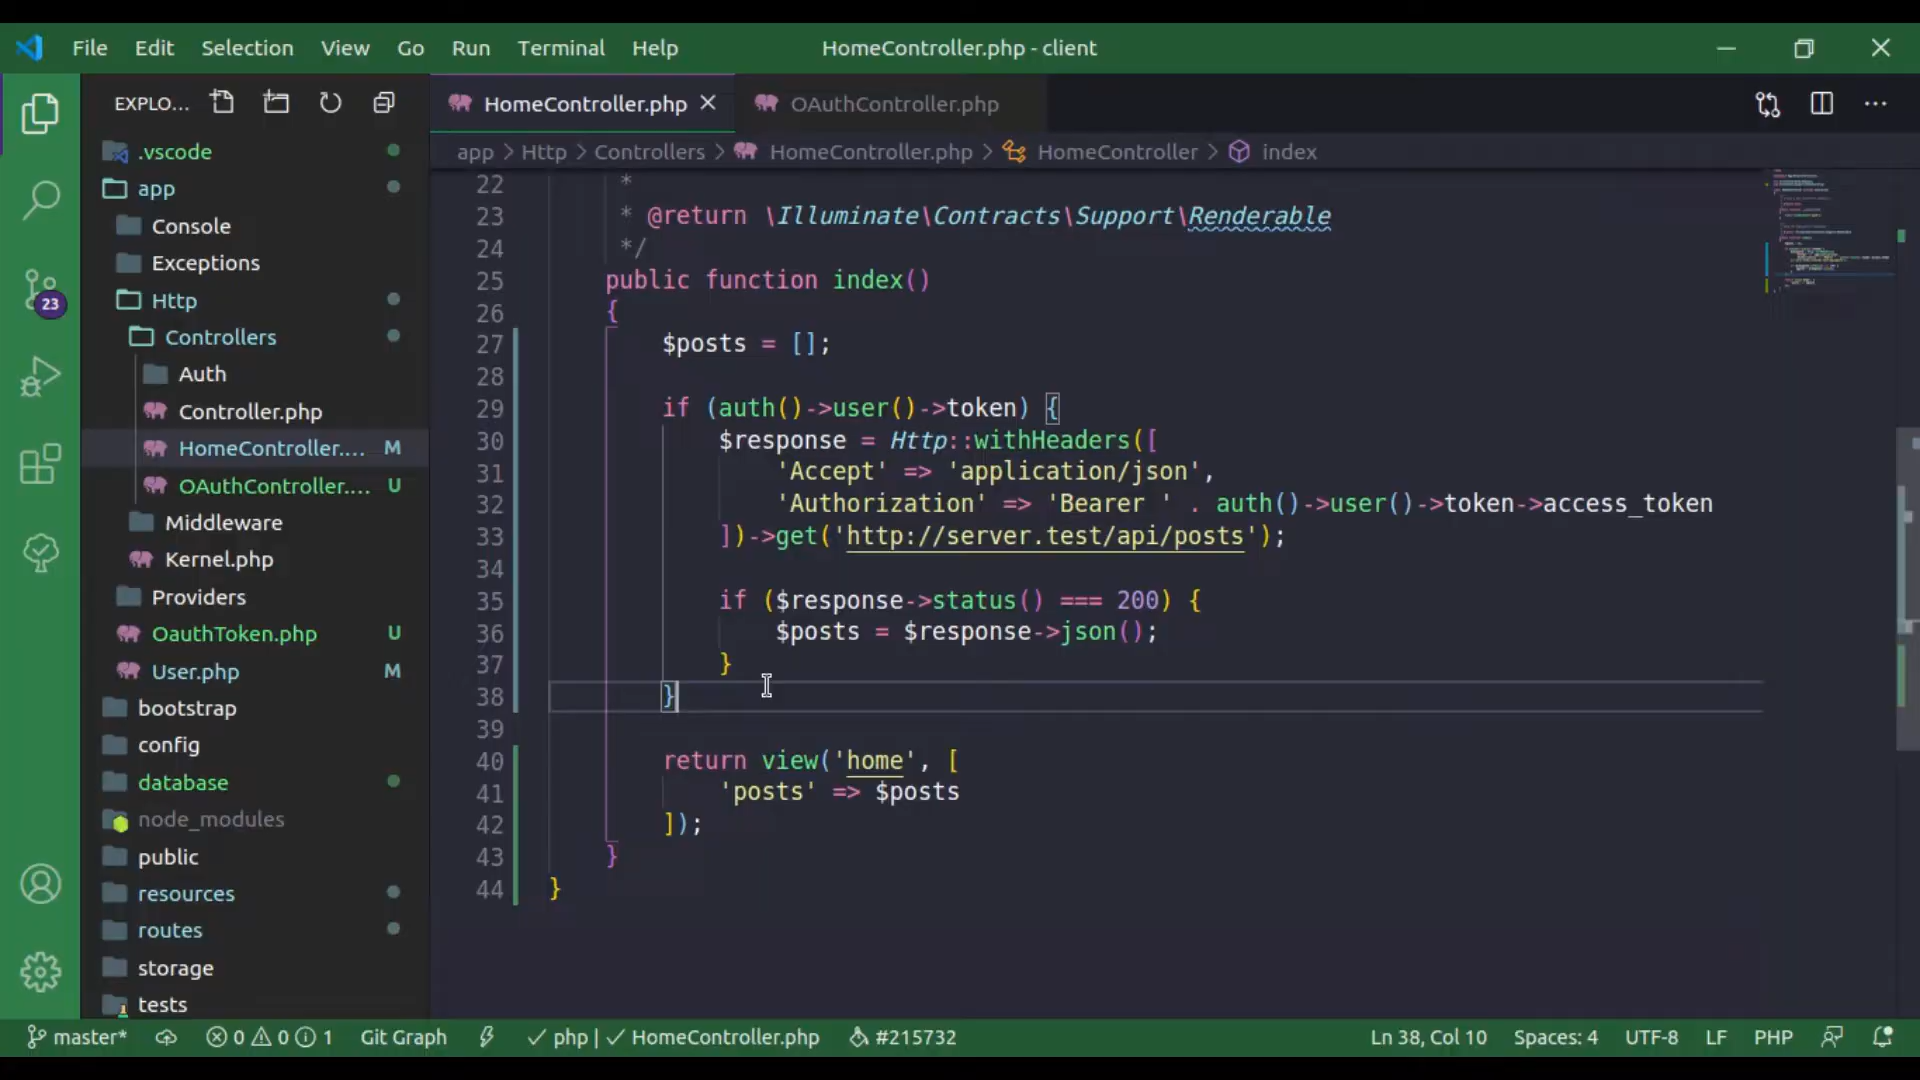 File Edit Selection View Go Run Terminal Help
HomeController.php - client
EXPLO...
HomeController.php
OAuthController.php
app > Http > Controllers > HomeController.php > HomeController > index
.vscode
app
Console
Exceptions
Http
Controllers
Auth
Controller.php
HomeController.... M
OAuthController.... U
Middleware
Kernel.php
Providers
OauthToken.php U
User.php M
bootstrap
config
database
node_modules
public
resources
routes
storage
tests
23
22 *
23 * @return \Illuminate\Contracts\Support\Renderable
24 */
25 public function index()
26 {
27 $posts = [];
28
29 if (auth()->user()->token) {
30 $response = Http::withHeaders([
31 'Accept' => 'application/json',
32 'Authorization' => 'Bearer ' . auth()->user()->token->access_token
33 ])->get('http://server.test/api/posts');
34
35 if ($response->status() === 200) {
36 $posts = $response->json();
37 }
38 }
39
40 return view('home', [
41 'posts' => $posts
42 ]);
43 }
44 }
master* 0 0 1 Git Graph php | HomeController.php #215732 Ln 38, Col 10 Spaces: 4 UTF-8 LF PHP